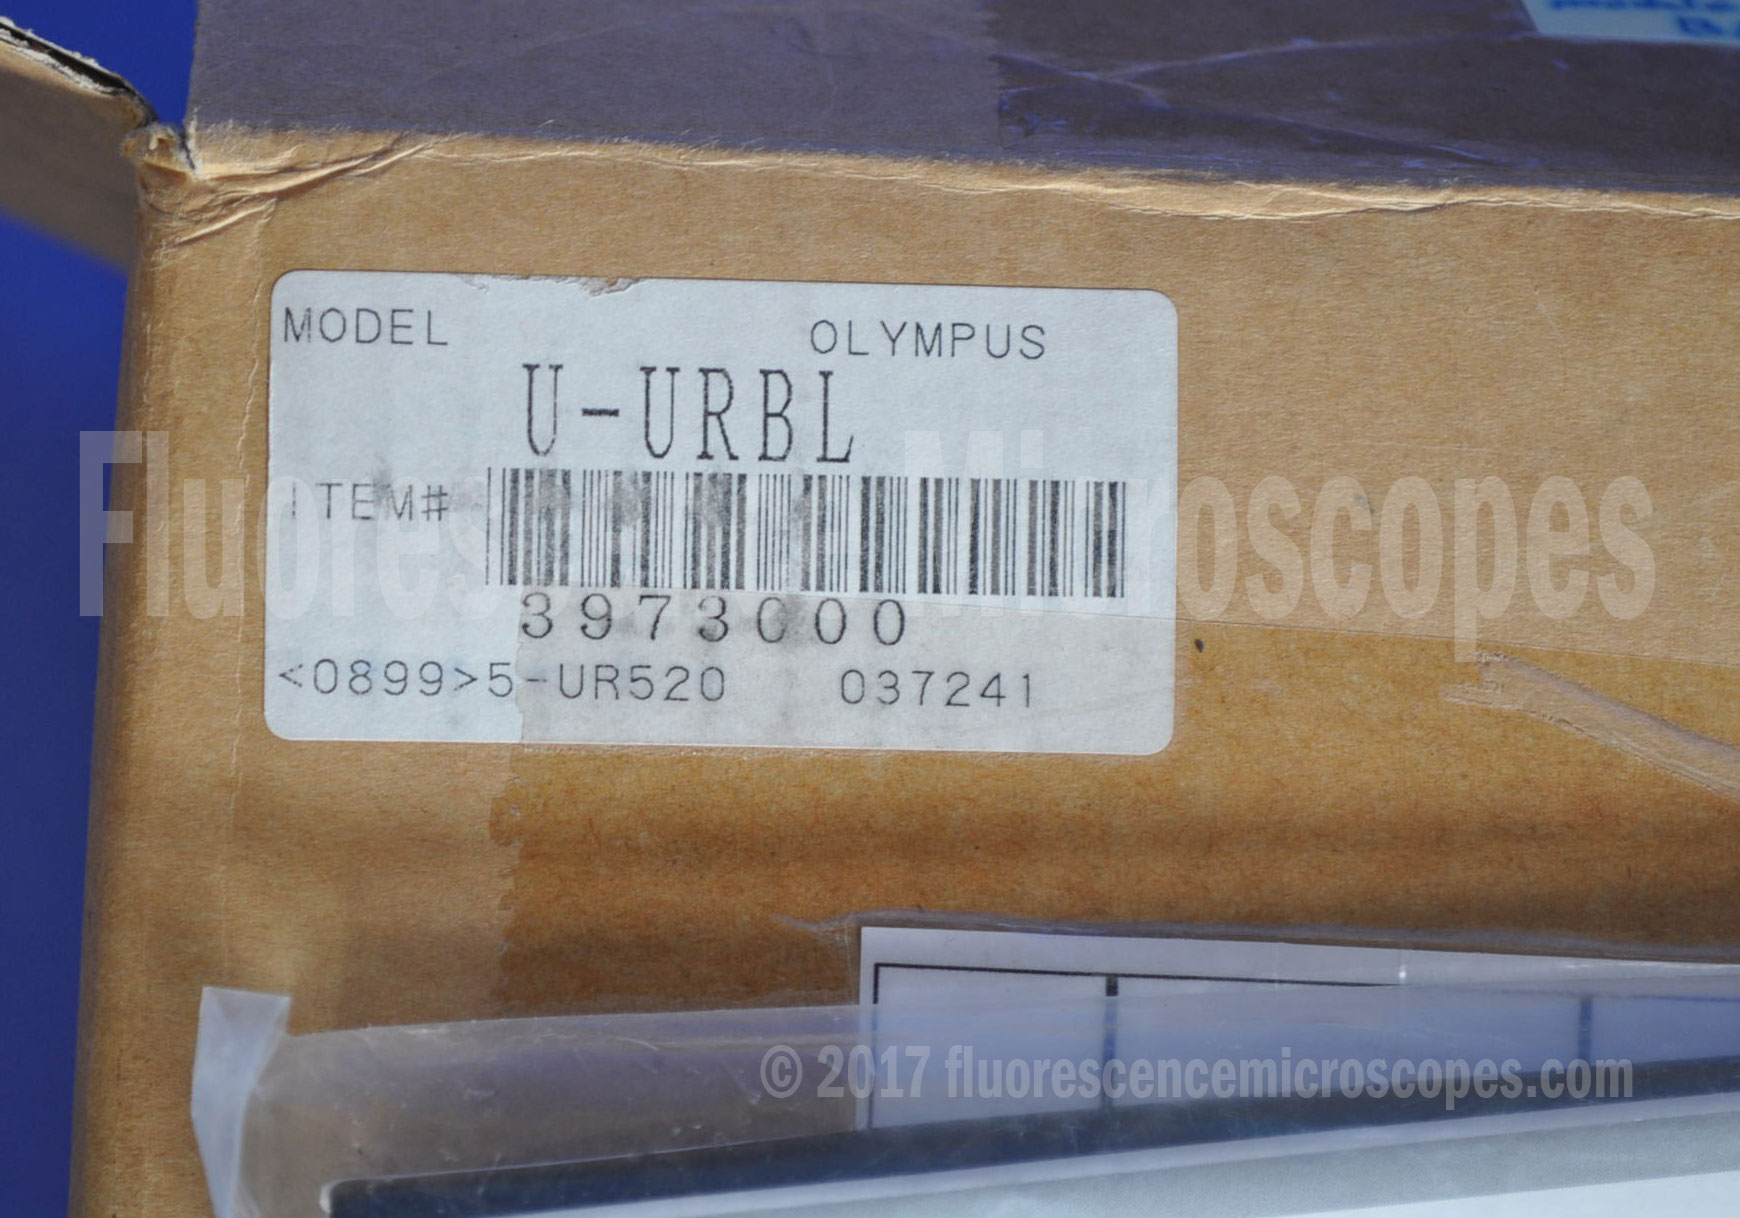 MODEL OLYMPUS
U-URBL
ITEM#
3973000
<0899>5-UR520 037241
Fluorescence Microscopes
© 2017 fluorescencemicroscopes.com